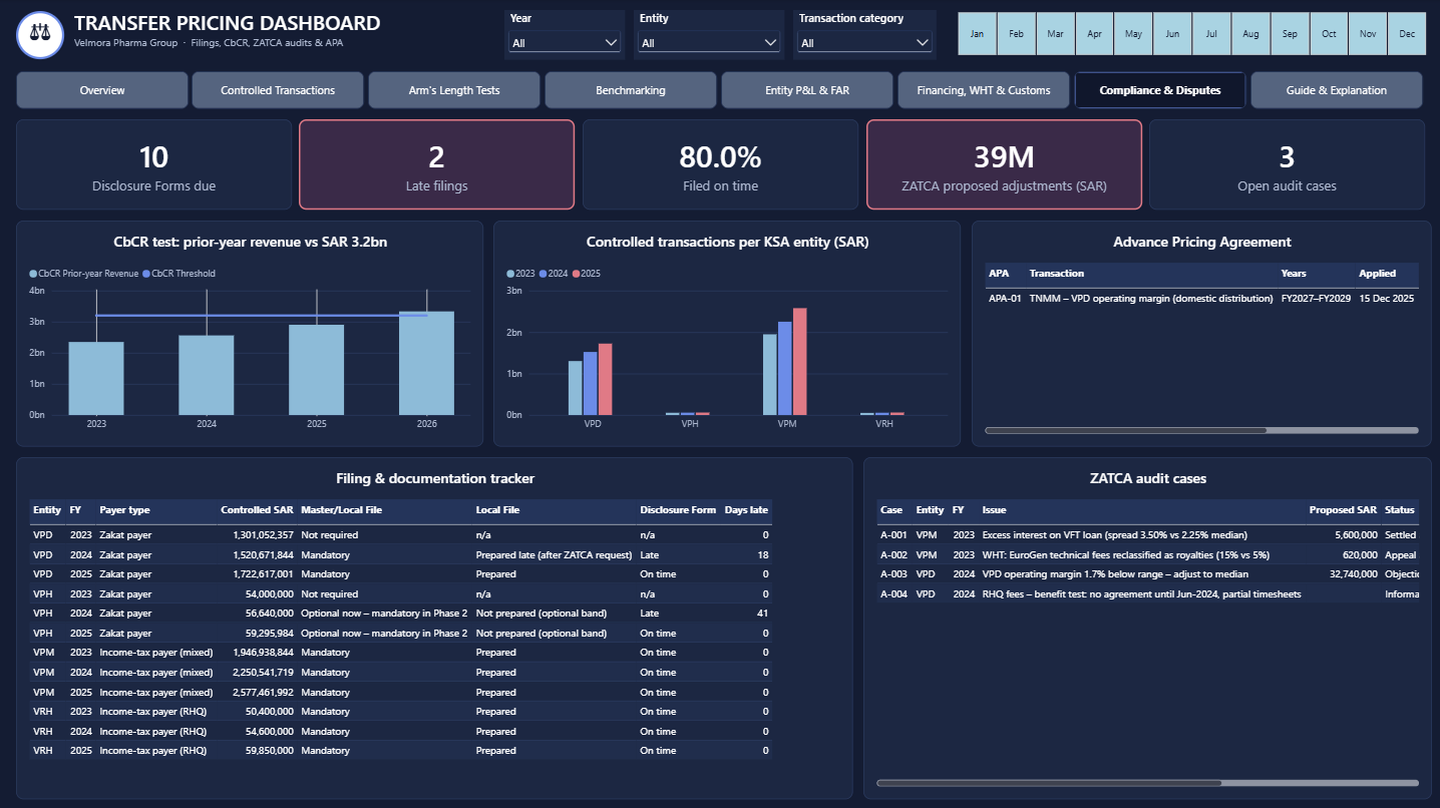 TRANSFER PRICING DASHBOARD
Velmora Pharma Group · Filings, CbCR, ZATCA audits & APA
Year
All
Entity
All
Transaction category
All
Jan Feb Mar Apr May Jun Jul Aug Sep Oct Nov Dec
Overview Controlled Transactions Arm's Length Tests Benchmarking Entity P&L & FAR Financing, WHT & Customs Compliance & Disputes Guide & Explanation
10
Disclosure Forms due
2
Late filings
80.0%
Filed on time
39M
ZATCA proposed adjustments (SAR)
3
Open audit cases
CbCR test: prior-year revenue vs SAR 3.2bn
CbCR Prior-year Revenue CbCR Threshold
4bn
3bn
2bn
1bn
0bn
2023 2024 2025 2026
Controlled transactions per KSA entity (SAR)
2023 2024 2025
3bn
2bn
1bn
0bn
VPD VPH VPM VRH
Advance Pricing Agreement
APA Transaction Years Applied
APA-01 TNMM – VPD operating margin (domestic distribution) FY2027–FY2029 15 Dec 2025
Filing & documentation tracker
Entity FY Payer type Controlled SAR Master/Local File Local File Disclosure Form Days late
VPD 2023 Zakat payer 1,301,052,357 Not required n/a n/a 0
VPD 2024 Zakat payer 1,520,671,844 Mandatory Prepared late (after ZATCA request) Late 18
VPD 2025 Zakat payer 1,722,617,001 Mandatory Prepared On time 0
VPH 2023 Zakat payer 54,000,000 Not required n/a n/a 0
VPH 2024 Zakat payer 56,640,000 Optional now – mandatory in Phase 2 Not prepared (optional band) Late 41
VPH 2025 Zakat payer 59,295,984 Optional now – mandatory in Phase 2 Not prepared (optional band) On time 0
VPM 2023 Income-tax payer (mixed) 1,946,938,844 Mandatory Prepared On time 0
VPM 2024 Income-tax payer (mixed) 2,250,541,719 Mandatory Prepared On time 0
VPM 2025 Income-tax payer (mixed) 2,577,461,992 Mandatory Prepared On time 0
VRH 2023 Income-tax payer (RHQ) 50,400,000 Mandatory Prepared On time 0
VRH 2024 Income-tax payer (RHQ) 54,600,000 Mandatory Prepared On time 0
VRH 2025 Income-tax payer (RHQ) 59,850,000 Mandatory Prepared On time 0
ZATCA audit cases
Case Entity FY Issue Proposed SAR Status
A-001 VPM 2023 Excess interest on VFT loan (spread 3.50% vs 2.25% median) 5,600,000 Settled
A-002 VPM 2023 WHT: EuroGen technical fees reclassified as royalties (15% vs 5%) 620,000 Appeal
A-003 VPD 2024 VPD operating margin 1.7% below range – adjust to median 32,740,000 Objectic
A-004 VPD 2024 RHQ fees – benefit test: no agreement until Jun-2024, partial timesheets Informa